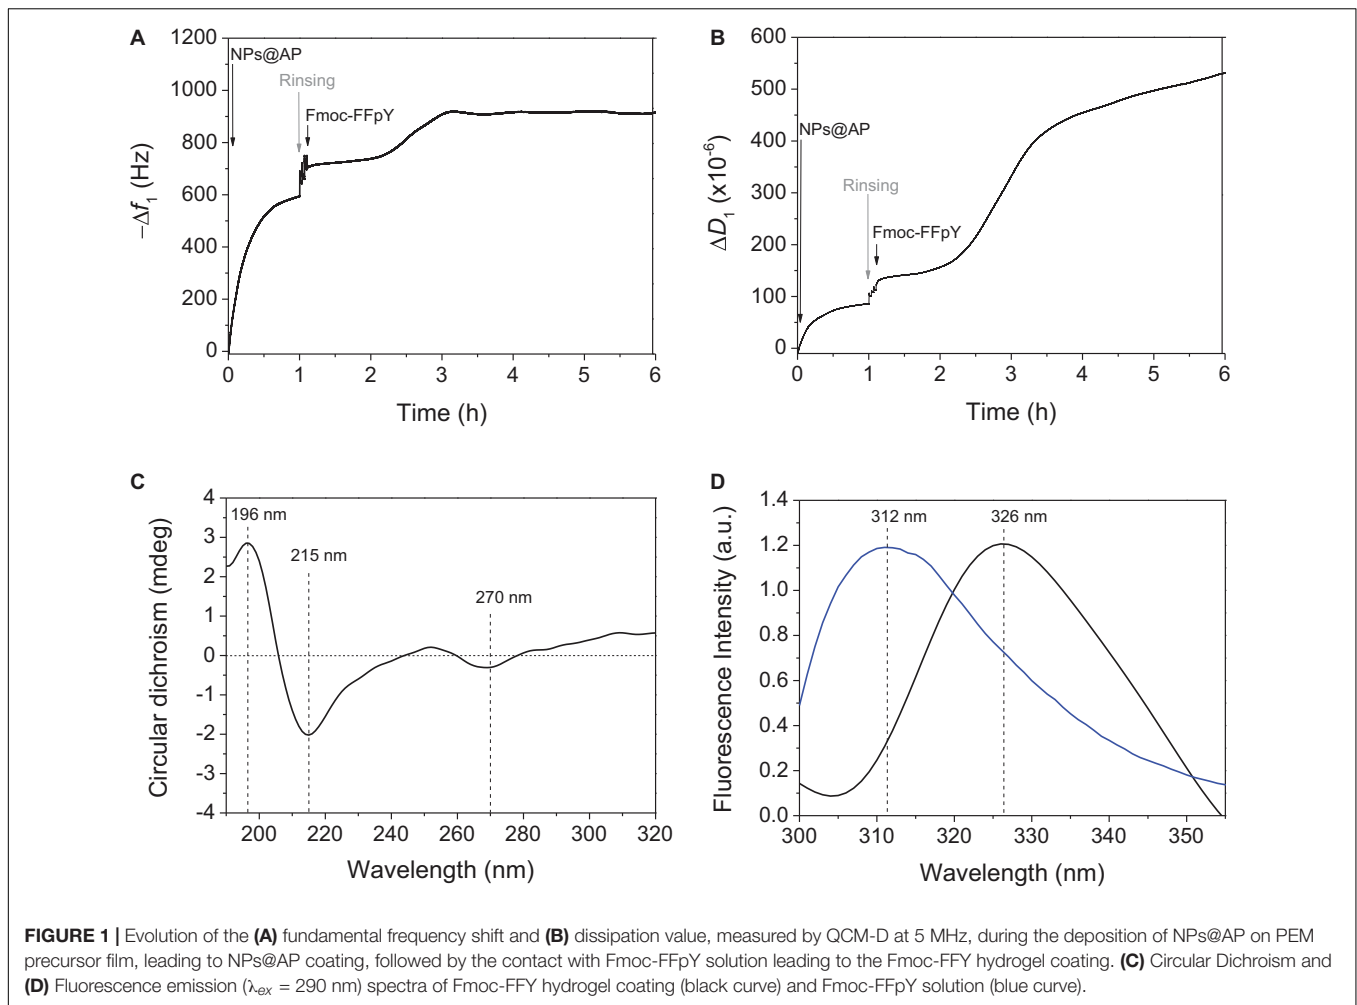 A
1200
1000
800
600
400
200
0
−Δf1 (Hz)
NPs@AP
Rinsing
Fmoc-FFpY
0 1 2 3 4 5 6
Time (h)
B
600
500
400
300
200
100
0
ΔD1 (x10-6)
NPs@AP
Rinsing
Fmoc-FFpY
0 1 2 3 4 5 6
Time (h)
C
4
3
2
1
0
-1
-2
-3
-4
Circular dichroism (mdeg)
196 nm
215 nm
270 nm
200 220 240 260 280 300 320
Wavelength (nm)
D
1.4
1.2
1.0
0.8
0.6
0.4
0.2
0.0
Fluorescence Intensity (a.u.)
312 nm
326 nm
300 310 320 330 340 350
Wavelength (nm)
FIGURE 1 | Evolution of the (A) fundamental frequency shift and (B) dissipation value, measured by QCM-D at 5 MHz, during the deposition of NPs@AP on PEM
precursor film, leading to NPs@AP coating, followed by the contact with Fmoc-FFpY solution leading to the Fmoc-FFY hydrogel coating. (C) Circular Dichroism and
(D) Fluorescence emission (λex = 290 nm) spectra of Fmoc-FFY hydrogel coating (black curve) and Fmoc-FFpY solution (blue curve).